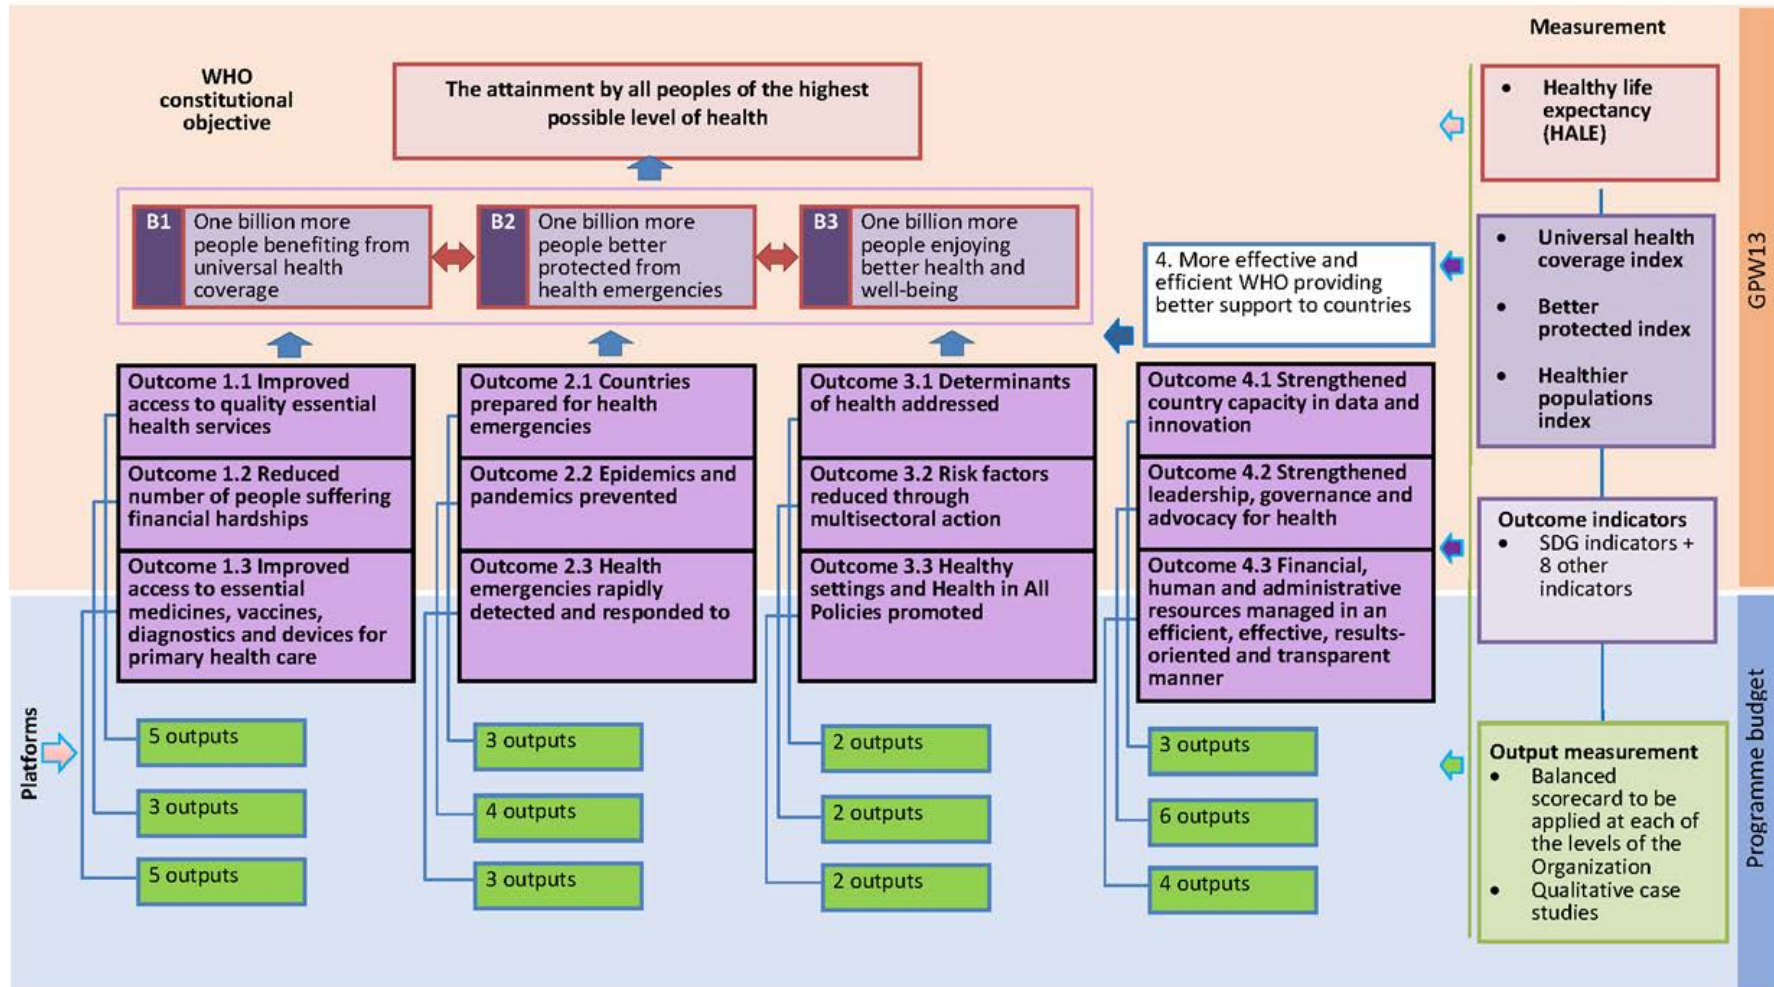 Measurement
WHO
constitutional
objective
The attainment by all peoples of the highest
possible level of health
• Healthy life
expectancy
(HALE)
B1
One billion more
people benefiting from
universal health
coverage
B2
One billion more
people better
protected from
health emergencies
B3
One billion more
people enjoying
better health and
well-being
4. More effective and
efficient WHO providing
better support to countries
• Universal health
coverage index
• Better
protected index
• Healthier
populations
index
GPW13
Outcome 1.1 Improved
access to quality essential
health services
Outcome 1.2 Reduced
number of people suffering
financial hardships
Outcome 1.3 Improved
access to essential
medicines, vaccines,
diagnostics and devices for
primary health care
Outcome 2.1 Countries
prepared for health
emergencies
Outcome 2.2 Epidemics and
pandemics prevented
Outcome 2.3 Health
emergencies rapidly
detected and responded to
Outcome 3.1 Determinants
of health addressed
Outcome 3.2 Risk factors
reduced through
multisectoral action
Outcome 3.3 Healthy
settings and Health in All
Policies promoted
Outcome 4.1 Strengthened
country capacity in data and
innovation
Outcome 4.2 Strengthened
leadership, governance and
advocacy for health
Outcome 4.3 Financial,
human and administrative
resources managed in an
efficient, effective, results-
oriented and transparent
manner
Outcome indicators
• SDG indicators +
8 other
indicators
Platforms
5 outputs
3 outputs
5 outputs
3 outputs
4 outputs
3 outputs
2 outputs
2 outputs
2 outputs
3 outputs
6 outputs
4 outputs
Output measurement
• Balanced
scorecard to be
applied at each of
the levels of the
Organization
• Qualitative case
studies
Programme budget